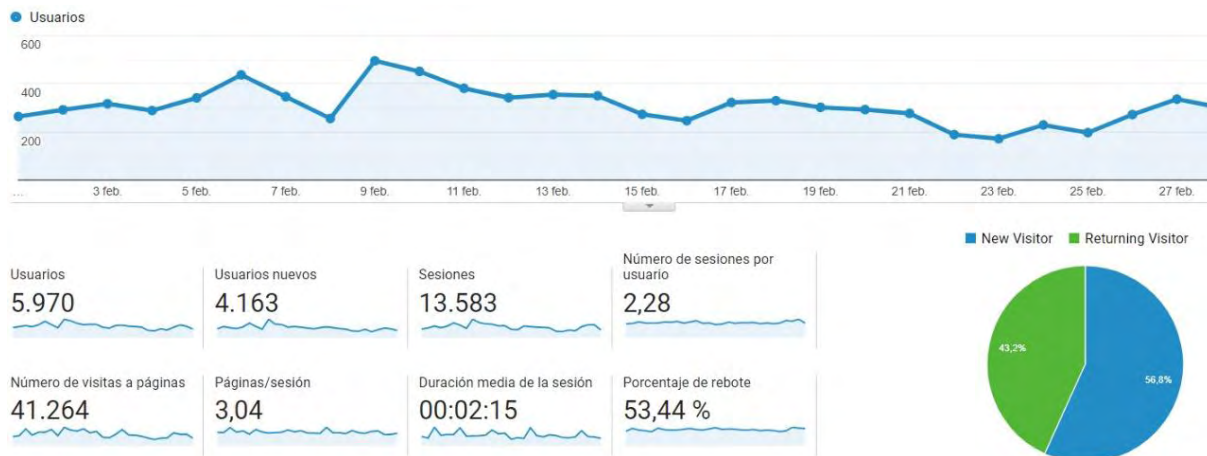 Usuarios
600
400
200
...
3 feb.
5 feb.
7 feb.
9 feb.
11 feb.
13 feb.
15 feb.
17 feb.
19 feb.
21 feb.
23 feb.
25 feb.
27 feb.
New Visitor
Returning Visitor
Usuarios
5.970
Usuarios nuevos
4.163
Sesiones
13.583
Número de sesiones por
usuario
2,28
Número de visitas a páginas
41.264
Páginas/sesión
3,04
Duración media de la sesión
00:02:15
Porcentaje de rebote
53,44 %
43,2%
56,8%